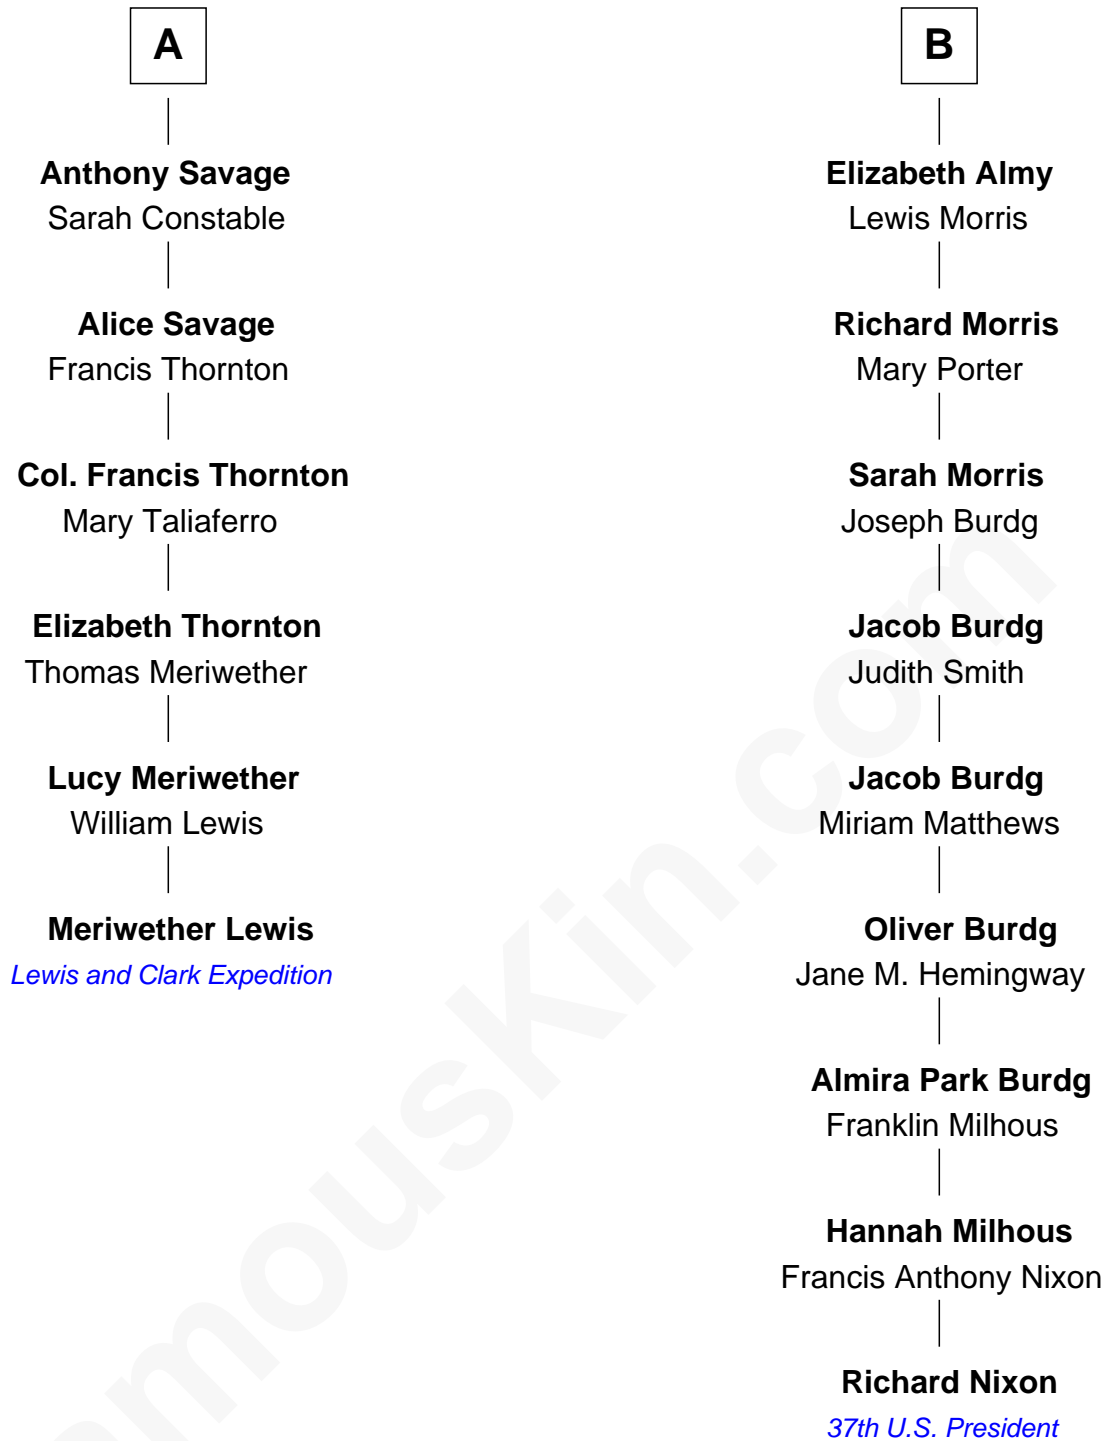 A
Anthony Savage
Sarah Constable
Alice Savage
Francis Thornton
Col. Francis Thornton
Mary Taliaferro
Elizabeth Thornton
Thomas Meriwether
Lucy Meriwether
William Lewis
Meriwether Lewis
Lewis and Clark Expedition
B
Elizabeth Almy
Lewis Morris
Richard Morris
Mary Porter
Sarah Morris
Joseph Burdg
Jacob Burdg
Judith Smith
Jacob Burdg
Miriam Matthews
Oliver Burdg
Jane M. Hemingway
Almira Park Burdg
Franklin Milhous
Hannah Milhous
Francis Anthony Nixon
Richard Nixon
37th U.S. President
amouskin.com